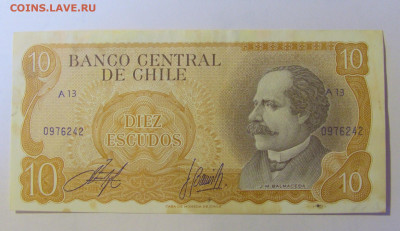 COINS.LAVE.RU
10 BANCO CENTRAL 10
DE CHILE
A 13 A 13
0976242 DIEZ 0976242
ESCUDOS
10 10
J. M. BALMACEDA